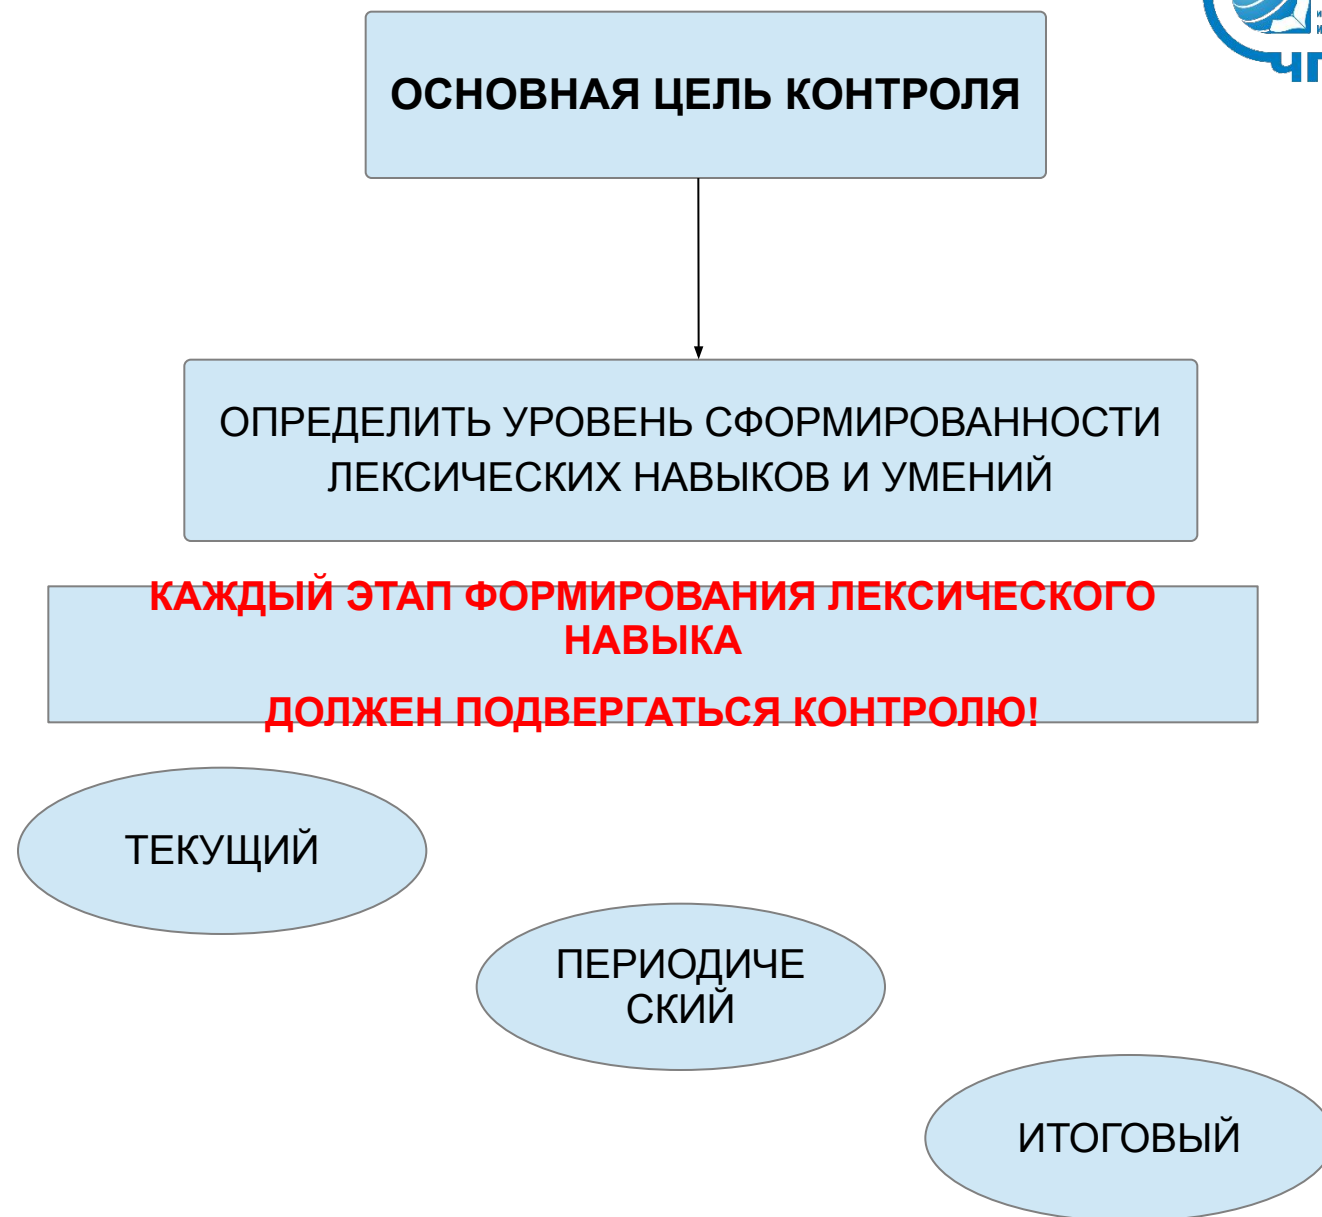 ОСНОВНАЯ ЦЕЛЬ КОНТРОЛЯ
ОПРЕДЕЛИТЬ УРОВЕНЬ СФОРМИРОВАННОСТИ
ЛЕКСИЧЕСКИХ НАВЫКОВ И УМЕНИЙ
КАЖДЫЙ ЭТАП ФОРМИРОВАНИЯ ЛЕКСИЧЕСКОГО
НАВЫКА
ДОЛЖЕН ПОДВЕРГАТЬСЯ КОНТРОЛЮ!
ТЕКУЩИЙ
ПЕРИОДИЧЕ
СКИЙ
ИТОГОВЫЙ